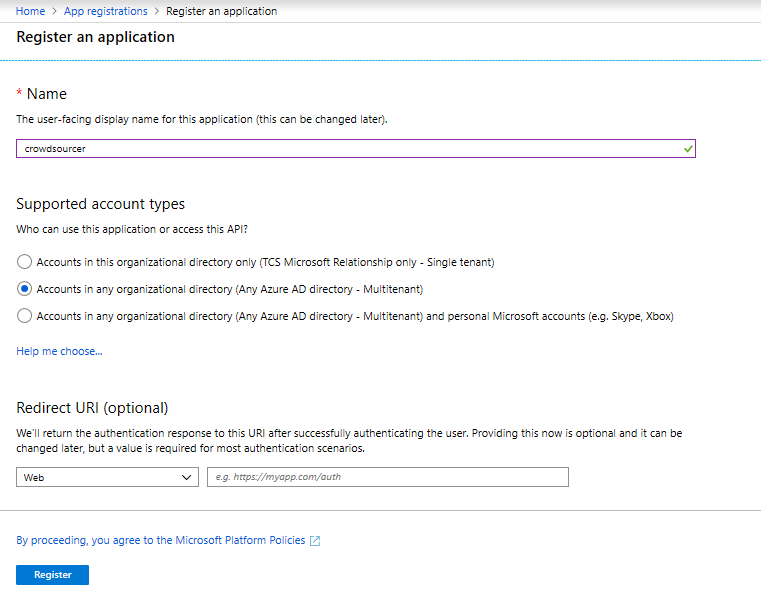 Home > App registrations > Register an application
Register an application
* Name
The user-facing display name for this application (this can be changed later).
crowdsourcer
Supported account types
Who can use this application or access this API?
Accounts in this organizational directory only (TCS Microsoft Relationship only - Single tenant)
Accounts in any organizational directory (Any Azure AD directory - Multitenant)
Accounts in any organizational directory (Any Azure AD directory - Multitenant) and personal Microsoft accounts (e.g. Skype, Xbox)
Help me choose...
Redirect URI (optional)
We'll return the authentication response to this URI after successfully authenticating the user. Providing this now is optional and it can be
changed later, but a value is required for most authentication scenarios.
Web
e.g. https://myapp.com/auth
By proceeding, you agree to the Microsoft Platform Policies
Register